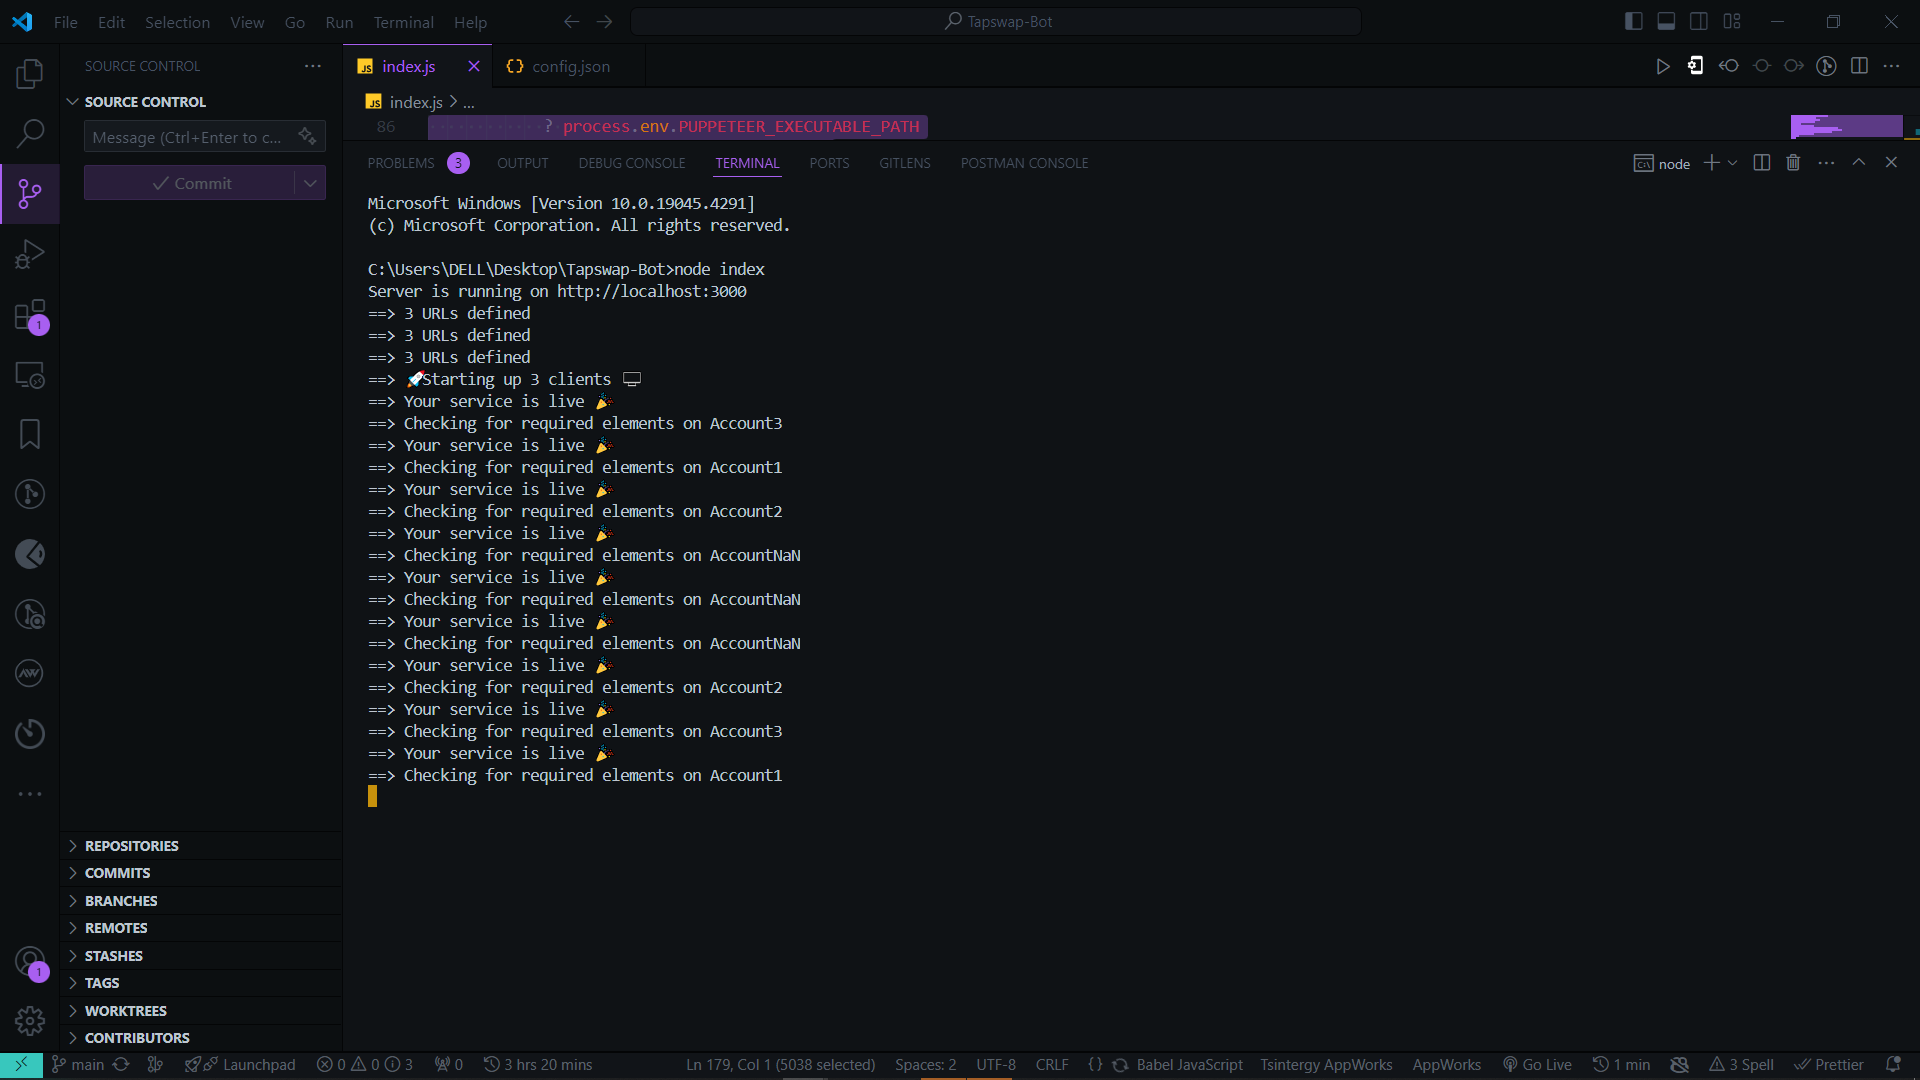 File Edit Selection View Go Run Terminal Help
Tapswap-Bot
SOURCE CONTROL
index.js
config.json
SOURCE CONTROL
index.js > ...
Message (Ctrl+Enter to c...
86 ? process.env.PUPPETEER_EXECUTABLE_PATH
Commit
PROBLEMS 3 OUTPUT DEBUG CONSOLE TERMINAL PORTS GITLENS POSTMAN CONSOLE
node
Microsoft Windows [Version 10.0.19045.4291]
(c) Microsoft Corporation. All rights reserved.
C:\Users\DELL\Desktop\Tapswap-Bot>node index
Server is running on http://localhost:3000
==> 3 URLs defined
==> 3 URLs defined
==> 3 URLs defined
==> 🚀Starting up 3 clients 🖥️
==> Your service is live 🎉
==> Checking for required elements on Account3
==> Your service is live 🎉
==> Checking for required elements on Account1
==> Your service is live 🎉
==> Checking for required elements on Account2
==> Your service is live 🎉
==> Checking for required elements on AccountNaN
==> Your service is live 🎉
==> Checking for required elements on AccountNaN
==> Your service is live 🎉
==> Checking for required elements on AccountNaN
==> Your service is live 🎉
==> Checking for required elements on Account2
==> Your service is live 🎉
==> Checking for required elements on Account3
==> Your service is live 🎉
==> Checking for required elements on Account1
1
REPOSITORIES
COMMITS
BRANCHES
REMOTES
STASHES
TAGS
WORKTREES
CONTRIBUTORS
1
main Launchpad 0 0 3 0 3 hrs 20 mins Ln 179, Col 1 (5038 selected) Spaces: 2 UTF-8 CRLF {} Babel JavaScript Tsintergy AppWorks AppWorks Go Live 1 min 3 Spell Prettier